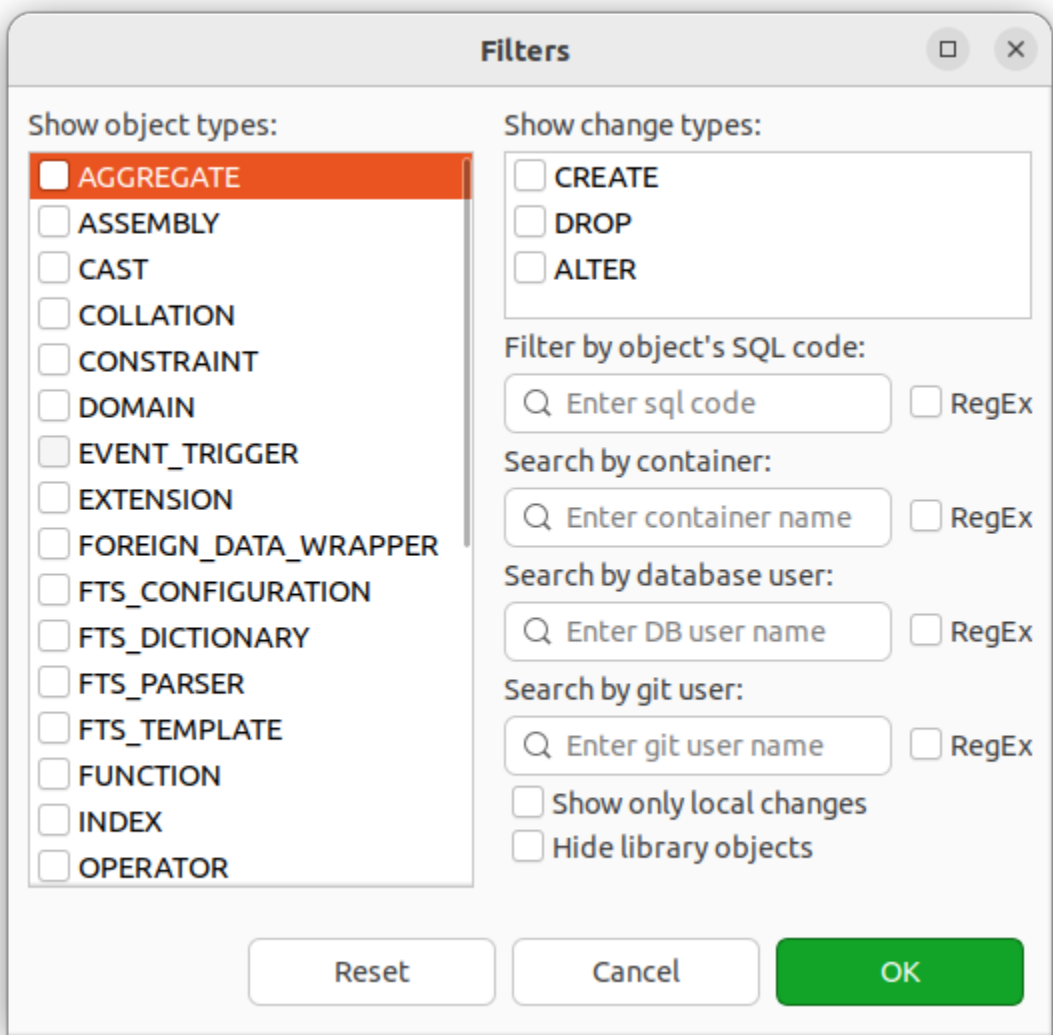 Filters
Show object types:
AGGREGATE
ASSEMBLY
CAST
COLLATION
CONSTRAINT
DOMAIN
EVENT_TRIGGER
EXTENSION
FOREIGN_DATA_WRAPPER
FTS_CONFIGURATION
FTS_DICTIONARY
FTS_PARSER
FTS_TEMPLATE
FUNCTION
INDEX
OPERATOR
Show change types:
CREATE
DROP
ALTER
Filter by object's SQL code:
Enter sql code RegEx
Search by container:
Enter container name RegEx
Search by database user:
Enter DB user name RegEx
Search by git user:
Enter git user name RegEx
Show only local changes
Hide library objects
Reset Cancel OK